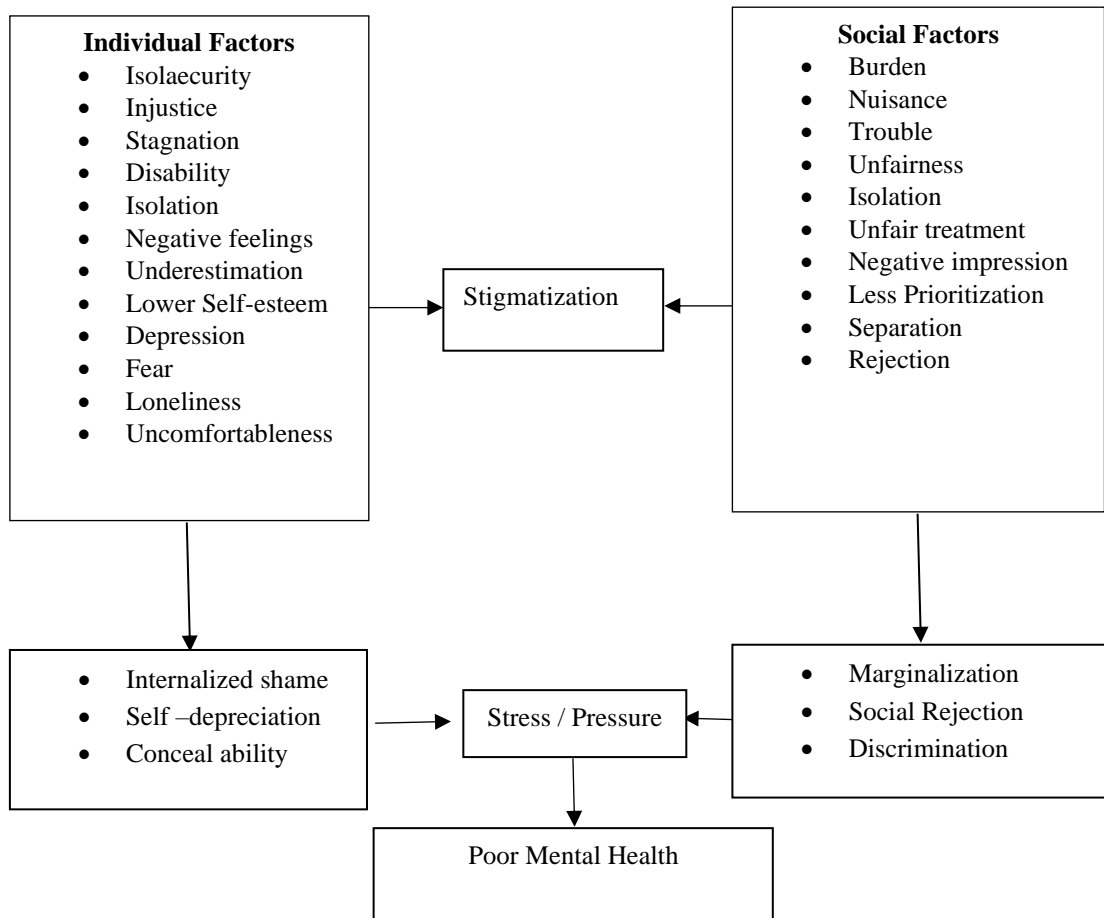 Individual Factors
• Isolaecurity
• Injustice
• Stagnation
• Disability
• Isolation
• Negative feelings
• Underestimation
• Lower Self-esteem
• Depression
• Fear
• Loneliness
• Uncomfortableness
Stigmatization
Social Factors
• Burden
• Nuisance
• Trouble
• Unfairness
• Isolation
• Unfair treatment
• Negative impression
• Less Prioritization
• Separation
• Rejection
• Internalized shame
• Self –depreciation
• Conceal ability
Stress / Pressure
• Marginalization
• Social Rejection
• Discrimination
Poor Mental Health